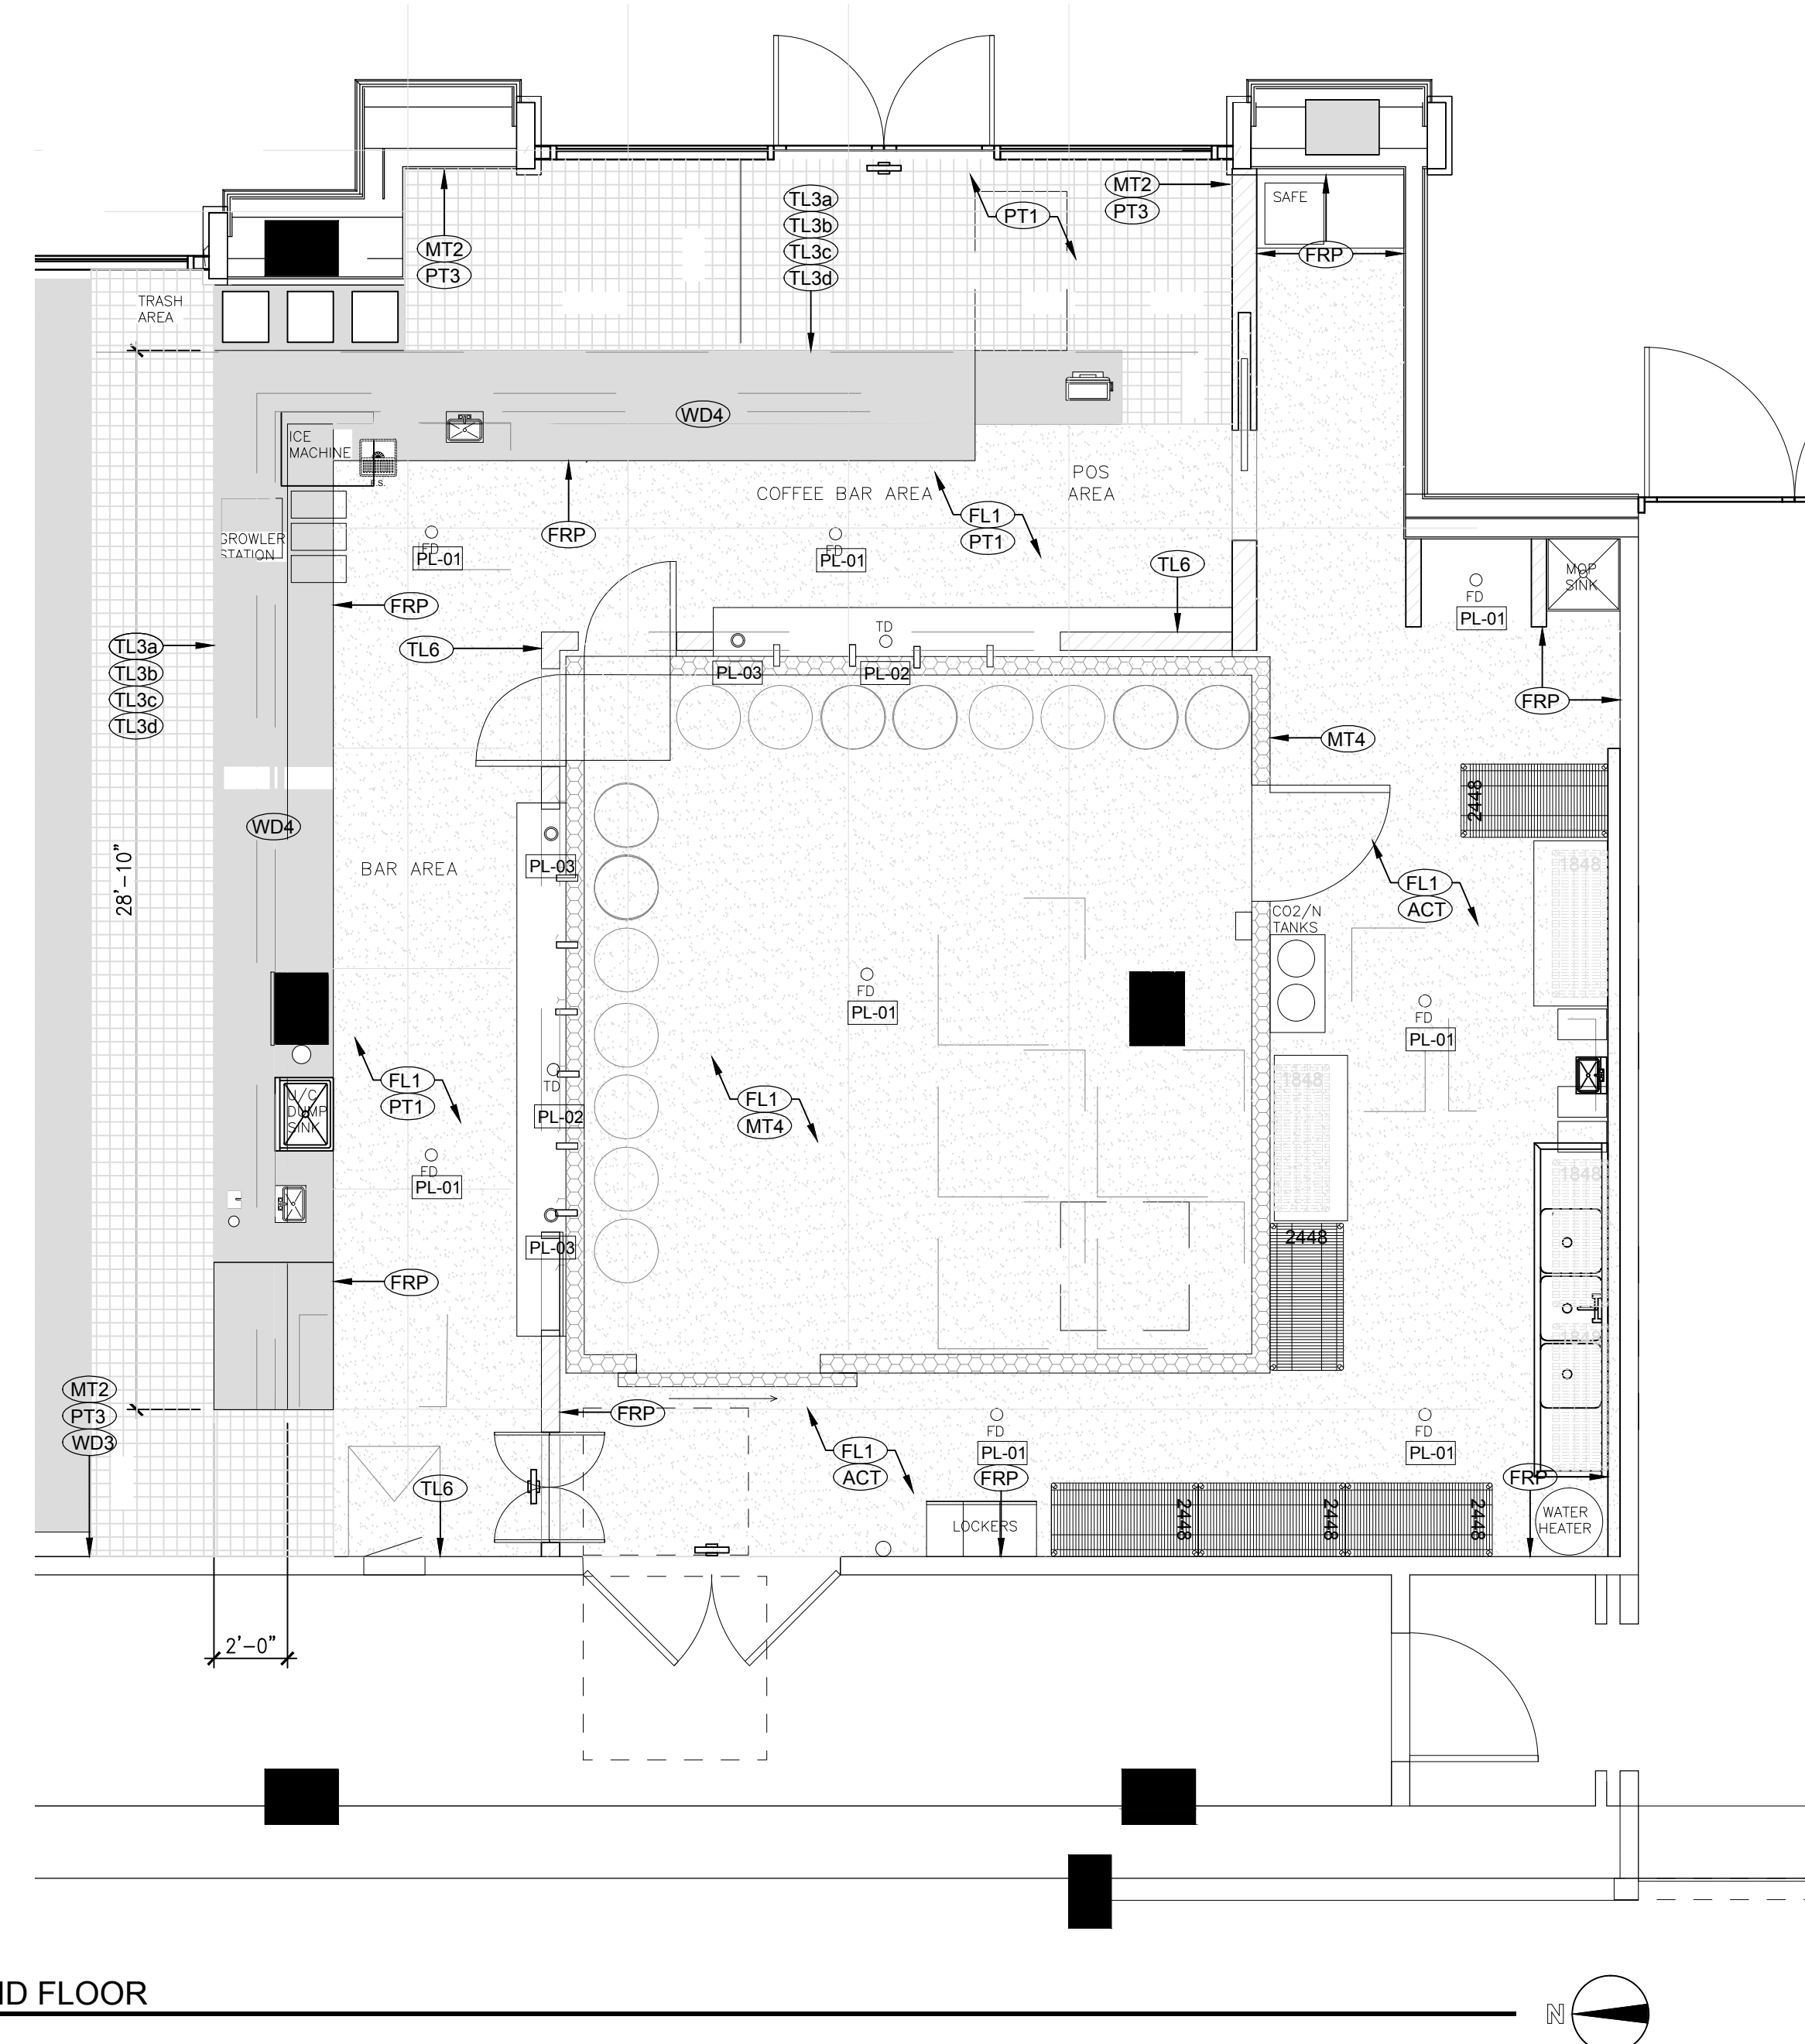 MT2
PT3
TL3a
TL3b
TL3c
TL3d
PT1
MT2
PT3
SAFE
FRP
TRASH
AREA
WD4
ICE
MACHINE
E.S.
COFFEE BAR AREA
POS
AREA
GROWLER
STATION
FD
PL-01
FRP
FD
PL-01
FL1
PT1
TL6
MOP
SINK
FD
PL-01
FRP
TL3a
TL3b
TL3c
TL3d
TL6
TD
PL-03
PL-02
FRP
MT4
2448
WD4
28'-10"
BAR AREA
PL-03
1848
FL1
ACT
CO2/N
TANKS
FD
PL-01
FD
PL-01
FL1
PT1
U/C
DUMP
SINK
TD
PL-02
FL1
MT4
1848
FD
PL-01
1848
PL-03
2448
FRP
1848
MT2
PT3
WD3
FRP
FL1
ACT
FD
PL-01
FRP
FD
PL-01
FRP
TL6
LOCKERS
2448
2448
2448
WATER
HEATER
2'-0"
ID FLOOR
N